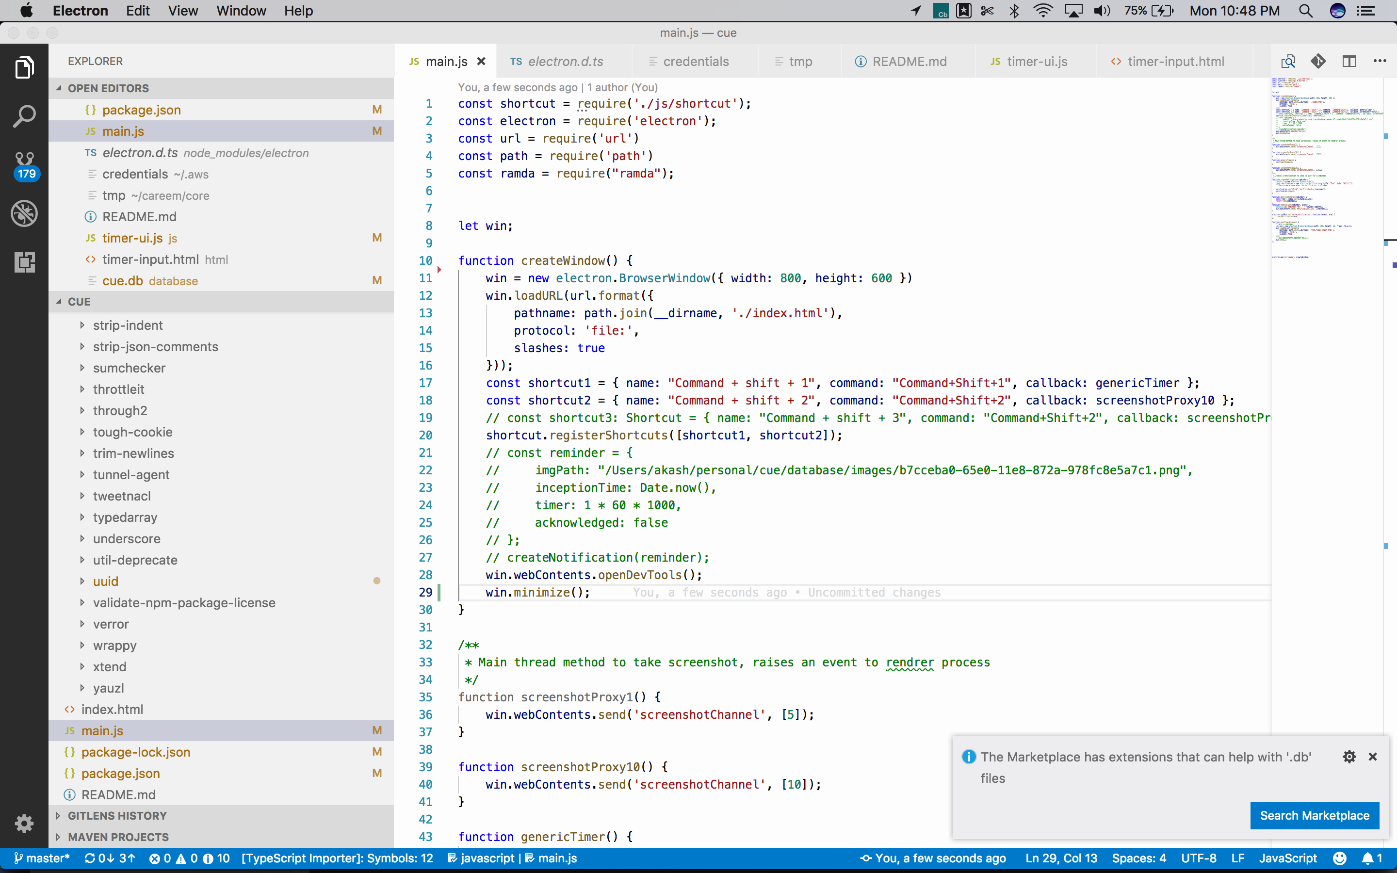 Electron Edit View Window Help
Cb 75% Mon 10:48 PM
main.js — cue
EXPLORER
OPEN EDITORS
{} package.json M
JS main.js M
TS electron.d.ts node_modules/electron
credentials ~/.aws
tmp ~/careem/core
README.md
JS timer-ui.js js M
<> timer-input.html html
cue.db database M
CUE
strip-indent
strip-json-comments
sumchecker
throttleit
through2
tough-cookie
trim-newlines
tunnel-agent
tweetnacl
typedarray
underscore
util-deprecate
uuid
validate-npm-package-license
verror
wrappy
xtend
yauzl
<> index.html
JS main.js M
{} package-lock.json M
{} package.json M
README.md
GITLENS HISTORY
MAVEN PROJECTS
179
JS main.js × TS electron.d.ts credentials tmp README.md JS timer-ui.js <> timer-input.html
You, a few seconds ago | 1 author (You)
1 const shortcut = require('./js/shortcut');
2 const electron = require('electron');
3 const url = require('url')
4 const path = require('path')
5 const ramda = require("ramda");
6
7
8 let win;
9
10 function createWindow() {
11 win = new electron.BrowserWindow({ width: 800, height: 600 })
12 win.loadURL(url.format({
13 pathname: path.join(__dirname, './index.html'),
14 protocol: 'file:',
15 slashes: true
16 }));
17 const shortcut1 = { name: "Command + shift + 1", command: "Command+Shift+1", callback: genericTimer };
18 const shortcut2 = { name: "Command + shift + 2", command: "Command+Shift+2", callback: screenshotProxy10 };
19 // const shortcut3: Shortcut = { name: "Command + shift + 3", command: "Command+Shift+2", callback: screenshotPr
20 shortcut.registerShortcuts([shortcut1, shortcut2]);
21 // const reminder = {
22 // imgPath: "/Users/akash/personal/cue/database/images/b7cceba0-65e0-11e8-872a-978fc8e5a7c1.png",
23 // inceptionTime: Date.now(),
24 // timer: 1 * 60 * 1000,
25 // acknowledged: false
26 // };
27 // createNotification(reminder);
28 win.webContents.openDevTools();
29 win.minimize(); You, a few seconds ago • Uncommitted changes
30 }
31
32 /**
33 * Main thread method to take screenshot, raises an event to rendrer process
34 */
35 function screenshotProxy1() {
36 win.webContents.send('screenshotChannel', [5]);
37 }
38
39 function screenshotProxy10() {
40 win.webContents.send('screenshotChannel', [10]);
41 }
42
43 function genericTimer() {
The Marketplace has extensions that can help with '.db'
files
Search Marketplace
master* 0↓ 3↑ 0 0 10 [TypeScript Importer]: Symbols: 12 javascript | main.js You, a few seconds ago Ln 29, Col 13 Spaces: 4 UTF-8 LF JavaScript 1